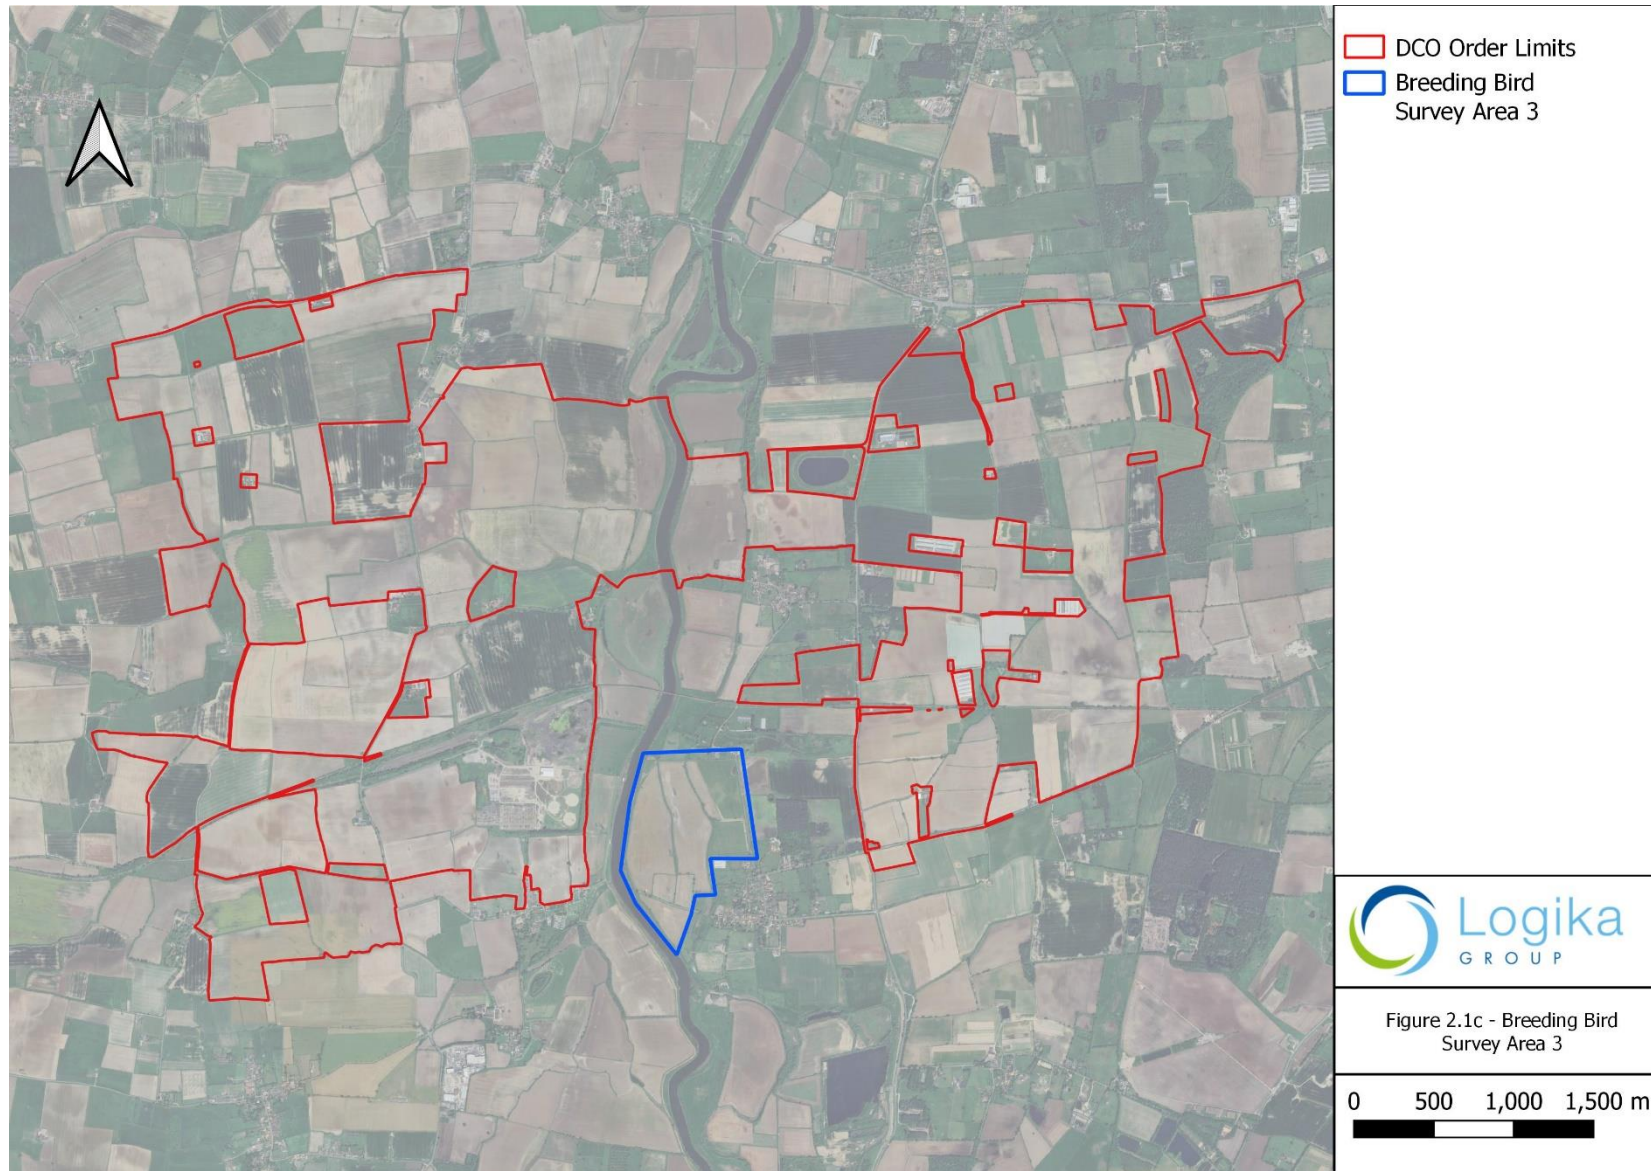 DCO Order Limits
Breeding Bird
Survey Area 3
Logika
GROUP
Figure 2.1c - Breeding Bird
Survey Area 3
0 500 1,000 1,500 m